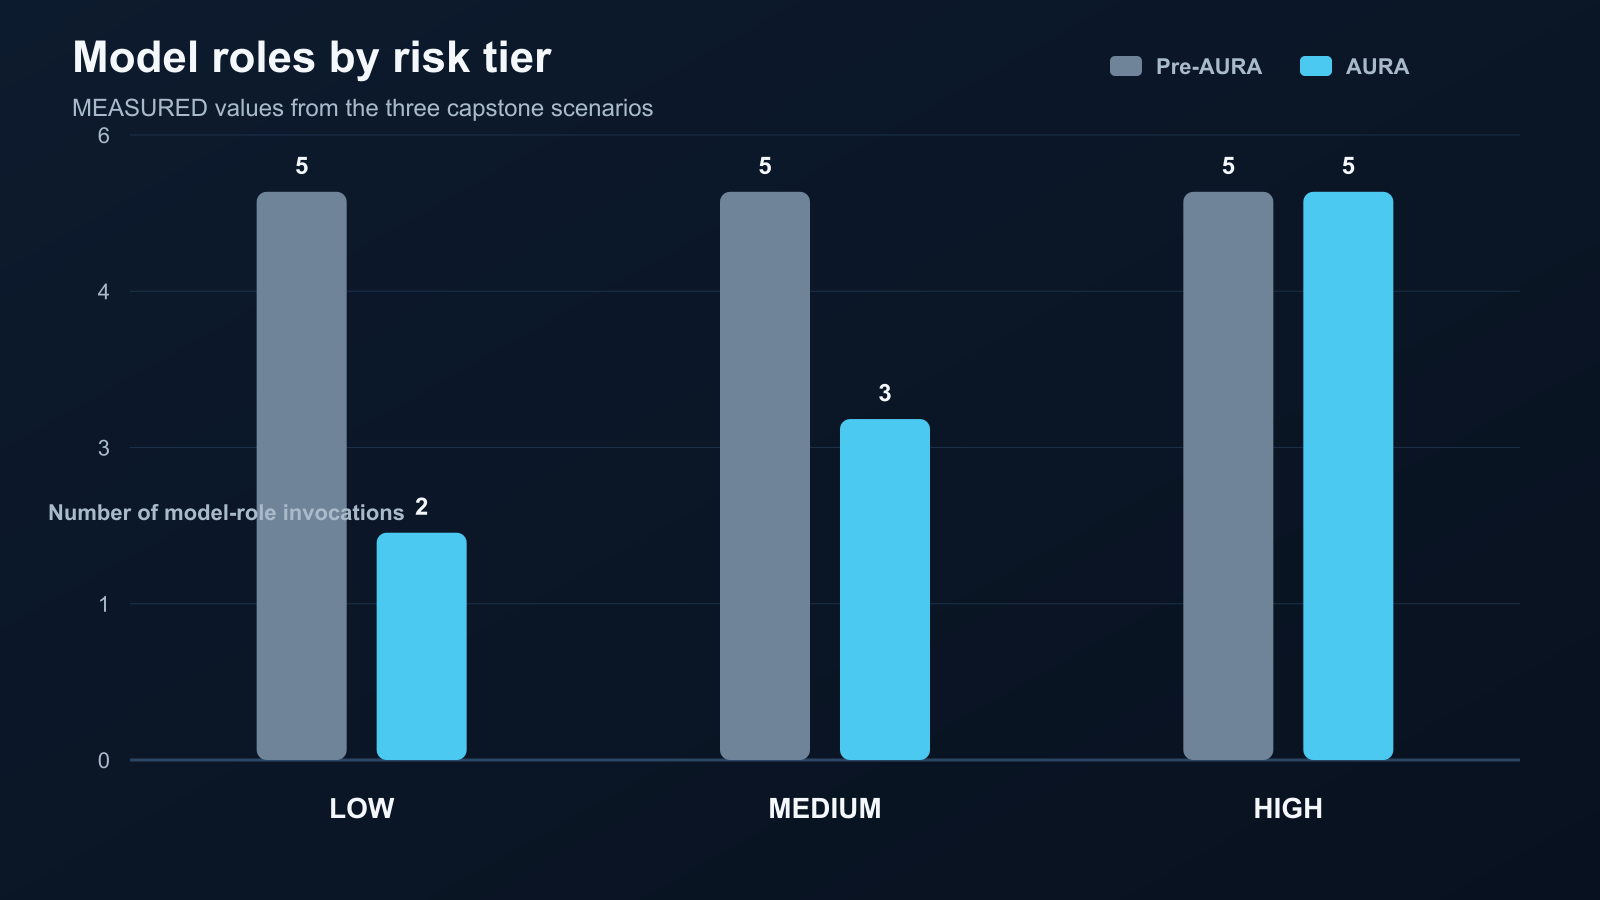 Model roles by risk tier
Pre-AURA
AURA
MEASURED values from the three capstone scenarios
6
5
5
5
5
4
3
3
Number of model-role invocations
2
1
0
LOW
MEDIUM
HIGH